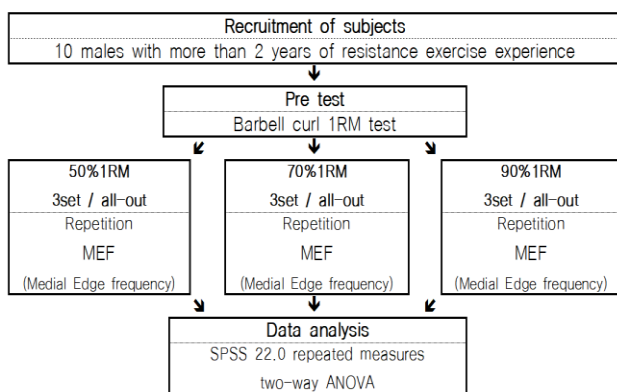 Recruitment of subjects
10 males with more than 2 years of resistance exercise experience
Pre test
Barbell curl 1RM test
50%1RM
3set / all-out
Repetition
MEF
(Medial Edge frequency)
70%1RM
3set / all-out
Repetition
MEF
(Medial Edge frequency)
90%1RM
3set / all-out
Repetition
MEF
(Medial Edge frequency)
Data analysis
SPSS 22.0 repeated measures
two-way ANOVA